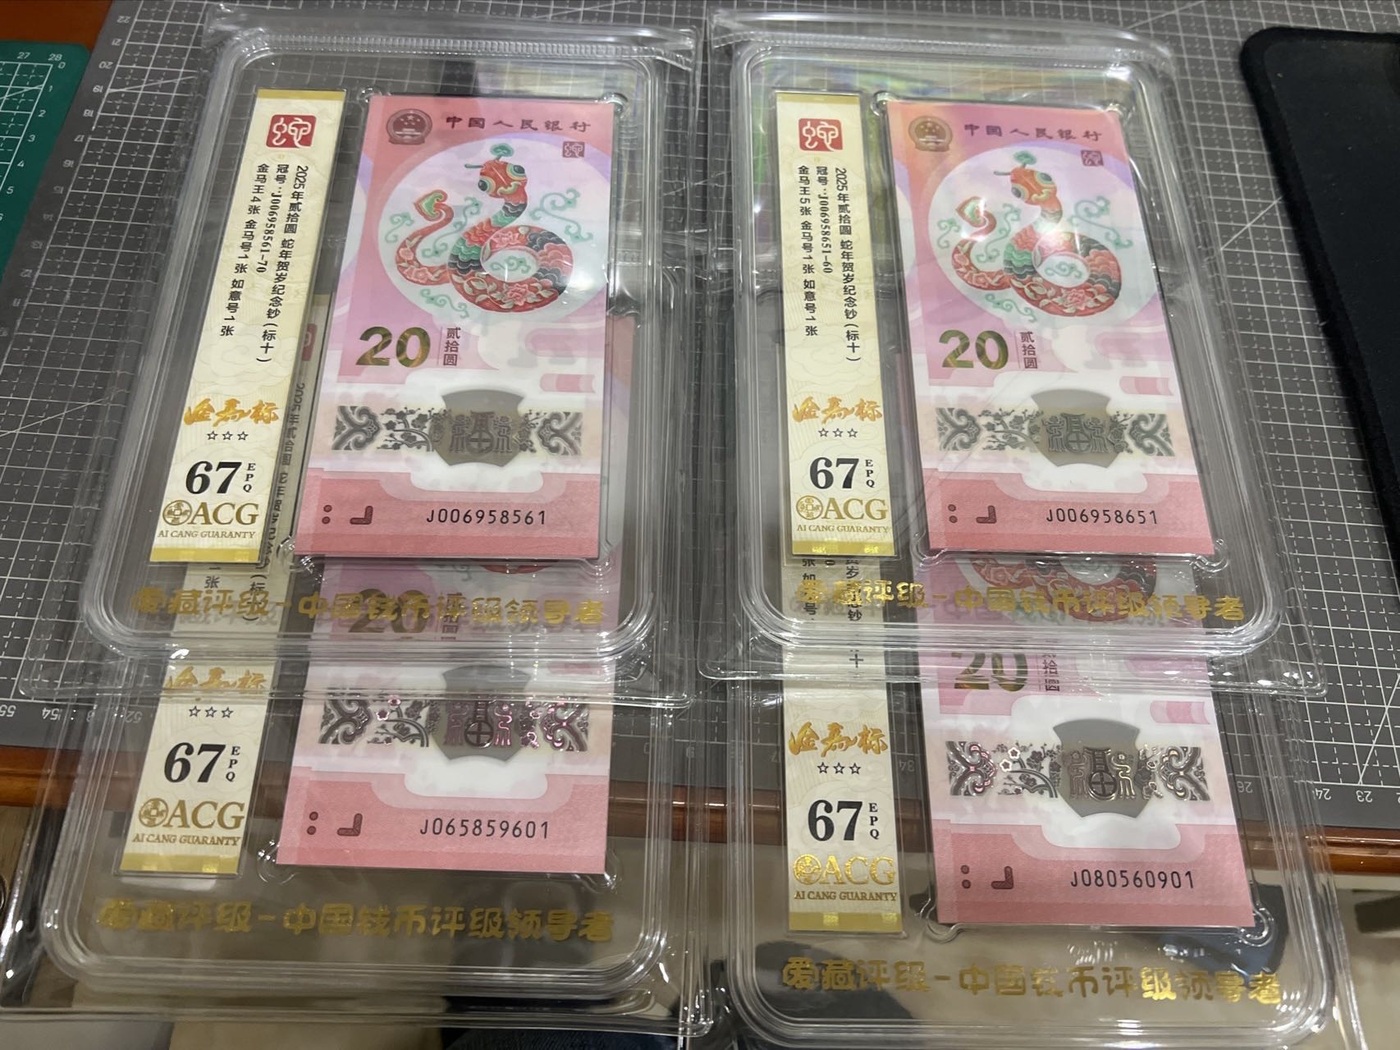 2025年贰拾圆 蛇年贺岁纪念钞(标十)
冠号:J006958561-70
金马王4张 金马号1张 如意号1张
金马标
67 EPQ
ACG
AI CANG GUARANTY
中国人民银行
20 贰拾圆
J006958561
爱藏评级-中国钱币评级领导者
2025年贰拾圆 蛇年贺岁纪念钞(标十)
冠号:J006958651-60
金马王5张 金马号1张 如意号1张
金马标
67 EPQ
ACG
AI CANG GUARANTY
中国人民银行
20 贰拾圆
J006958651
爱藏评级-中国钱币评级领导者
金马标
67 EPQ
ACG
AI CANG GUARANTY
20
J065859601
爱藏评级-中国钱币评级领导者
金马标
67 EPQ
ACG
AI CANG GUARANTY
20 拾圆
J080560901
爱藏评级-中国钱币评级领导者